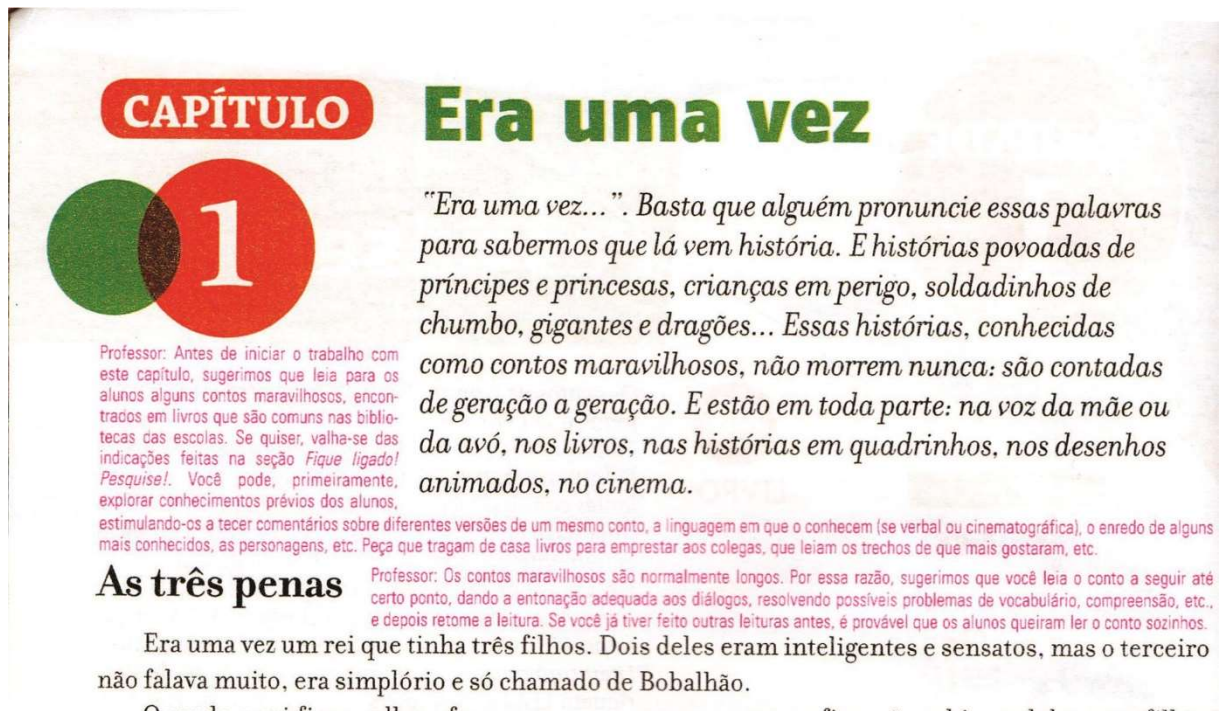 CAPÍTULO
1
Era uma vez
"Era uma vez...". Basta que alguém pronuncie essas palavras
para sabermos que lá vem história. E histórias povoadas de
príncipes e princesas, crianças em perigo, soldadinhos de
chumbo, gigantes e dragões... Essas histórias, conhecidas
como contos maravilhosos, não morrem nunca: são contadas
de geração a geração. E estão em toda parte: na voz da mãe ou
da avó, nos livros, nas histórias em quadrinhos, nos desenhos
animados, no cinema.
Professor: Antes de iniciar o trabalho com
este capítulo, sugerimos que leia para os
alunos alguns contos maravilhosos, encon-
trados em livros que são comuns nas biblio-
tecas das escolas. Se quiser, valha-se das
indicações feitas na seção Fique ligado!
Pesquise!. Você pode, primeiramente,
explorar conhecimentos prévios dos alunos,
estimulando-os a tecer comentários sobre diferentes versões de um mesmo conto, a linguagem em que o conhecem (se verbal ou cinematográfica), o enredo de alguns
mais conhecidos, as personagens, etc. Peça que tragam de casa livros para emprestar aos colegas, que leiam os trechos de que mais gostaram, etc.
As três penas
Professor: Os contos maravilhosos são normalmente longos. Por essa razão, sugerimos que você leia o conto a seguir até
certo ponto, dando a entonação adequada aos diálogos, resolvendo possíveis problemas de vocabulário, compreensão, etc.,
e depois retome a leitura. Se você já tiver feito outras leituras antes, é provável que os alunos queiram ler o conto sozinhos.
Era uma vez um rei que tinha três filhos. Dois deles eram inteligentes e sensatos, mas o terceiro
não falava muito, era simplório e só chamado de Bobalhão.